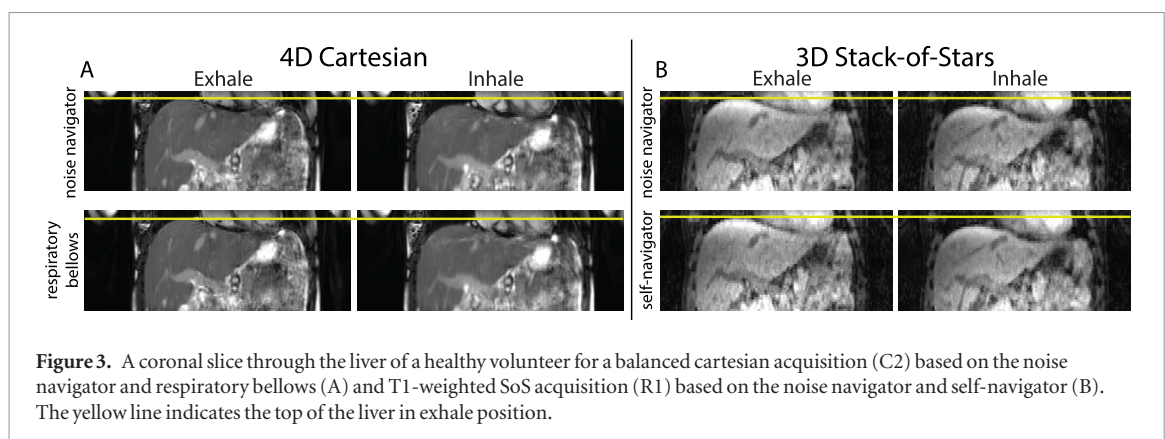 4D Cartesian
3D Stack-of-Stars
A
Exhale
Inhale
B
Exhale
Inhale
noise navigator
noise navigator
respiratory
bellows
self-navigator
Figure 3. A coronal slice through the liver of a healthy volunteer for a balanced cartesian acquisition (C2) based on the noise
navigator and respiratory bellows (A) and T1-weighted SoS acquisition (R1) based on the noise navigator and self-navigator (B).
The yellow line indicates the top of the liver in exhale position.